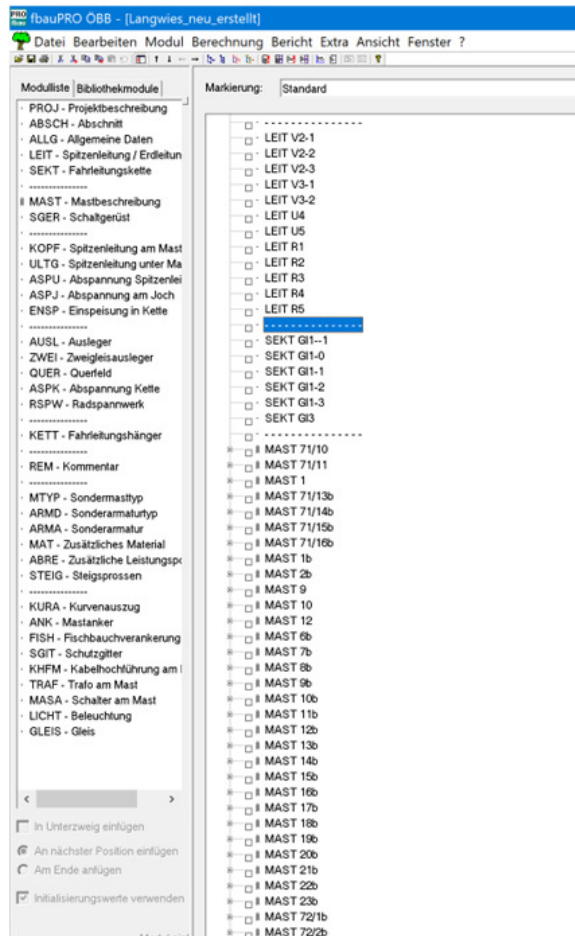 fbauPRO ÖBB - [Langwies_neu_erstellt]
Datei Bearbeiten Modul Berechnung Bericht Extra Ansicht Fenster ?
Modulliste Bibliothekmodule
PROJ - Projektbeschreibung
ABSCH - Abschnitt
ALLG - Allgemeine Daten
LEIT - Spitzenleitung / Erdleitun
SEKT - Fahrleitungskette
---------------
MAST - Mastbeschreibung
SGER - Schaltgerüst
---------------
KOPF - Spitzenleitung am Mast
ULTG - Spitzenleitung unter Ma
ASPU - Abspannung Spitzenlei
ASPJ - Abspannung am Joch
ENSP - Einspeisung in Kette
---------------
AUSL - Ausleger
ZWEI - Zweigleisausleger
QUER - Querfeld
ASPK - Abspannung Kette
RSPW - Radspannwerk
---------------
KETT - Fahrleitungshänger
---------------
REM - Kommentar
---------------
MTYP - Sondermasttyp
ARMD - Sonderarmaturtyp
ARMA - Sonderarmatur
MAT - Zusätzliches Material
ABRE - Zusätzliche Leistungspo
STEIG - Steigsprossen
---------------
KURA - Kurvenauszug
ANK - Mastanker
FISH - Fischbauchverankerung
SGIT - Schutzgitter
KHFM - Kabelhochführung am
TRAF - Trafo am Mast
MASA - Schalter am Mast
LICHT - Beleuchtung
GLEIS - Gleis
In Unterzweig einfügen
An nächster Position einfügen
Am Ende anfügen
Initialisierungswerte verwenden
Markierung: Standard
- - - - - - - - - - - - - - -
LEIT V2-1
LEIT V2-2
LEIT V2-3
LEIT V3-1
LEIT V3-2
LEIT U4
LEIT U5
LEIT R1
LEIT R2
LEIT R3
LEIT R4
LEIT R5
- - - - - - - - - - - - - - -
SEKT Gl1--1
SEKT Gl1-0
SEKT Gl1-1
SEKT Gl1-2
SEKT Gl1-3
SEKT Gl3
- - - - - - - - - - - - - - -
MAST 71/10
MAST 71/11
MAST 1
MAST 71/13b
MAST 71/14b
MAST 71/15b
MAST 71/16b
MAST 1b
MAST 2b
MAST 9
MAST 10
MAST 12
MAST 6b
MAST 7b
MAST 8b
MAST 9b
MAST 10b
MAST 11b
MAST 12b
MAST 13b
MAST 14b
MAST 15b
MAST 16b
MAST 17b
MAST 18b
MAST 19b
MAST 20b
MAST 21b
MAST 22b
MAST 23b
MAST 72/1b
MAST 72/2b